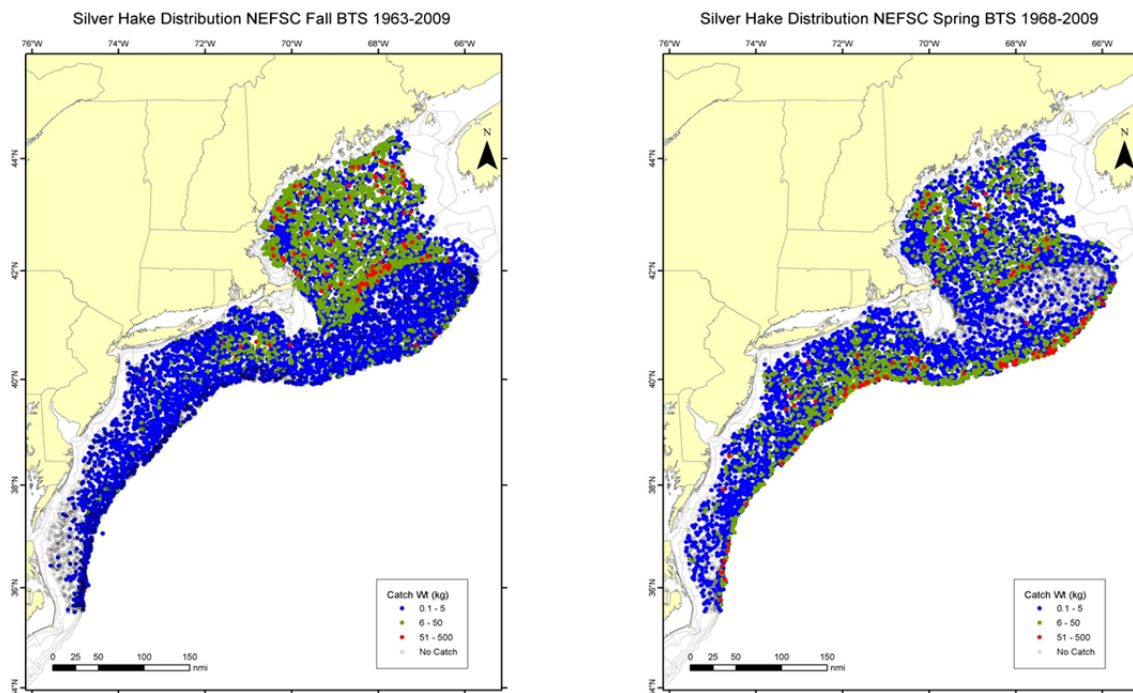 Silver Hake Distribution NEFSC Fall BTS 1963-2009
76°W 74°W 72°W 70°W 68°W 66°W
44°N
42°N
40°N
38°N
36°N
N
Catch Wt (kg)
0.1 - 5
6 - 50
51 - 500
No Catch
0 25 50 100 150
nmi
Silver Hake Distribution NEFSC Spring BTS 1968-2009
76°W 74°W 72°W 70°W 68°W 66°W
44°N
42°N
40°N
38°N
36°N
N
Catch Wt (kg)
0.1 - 5
6 - 50
51 - 500
No Catch
0 25 50 100 150
nmi